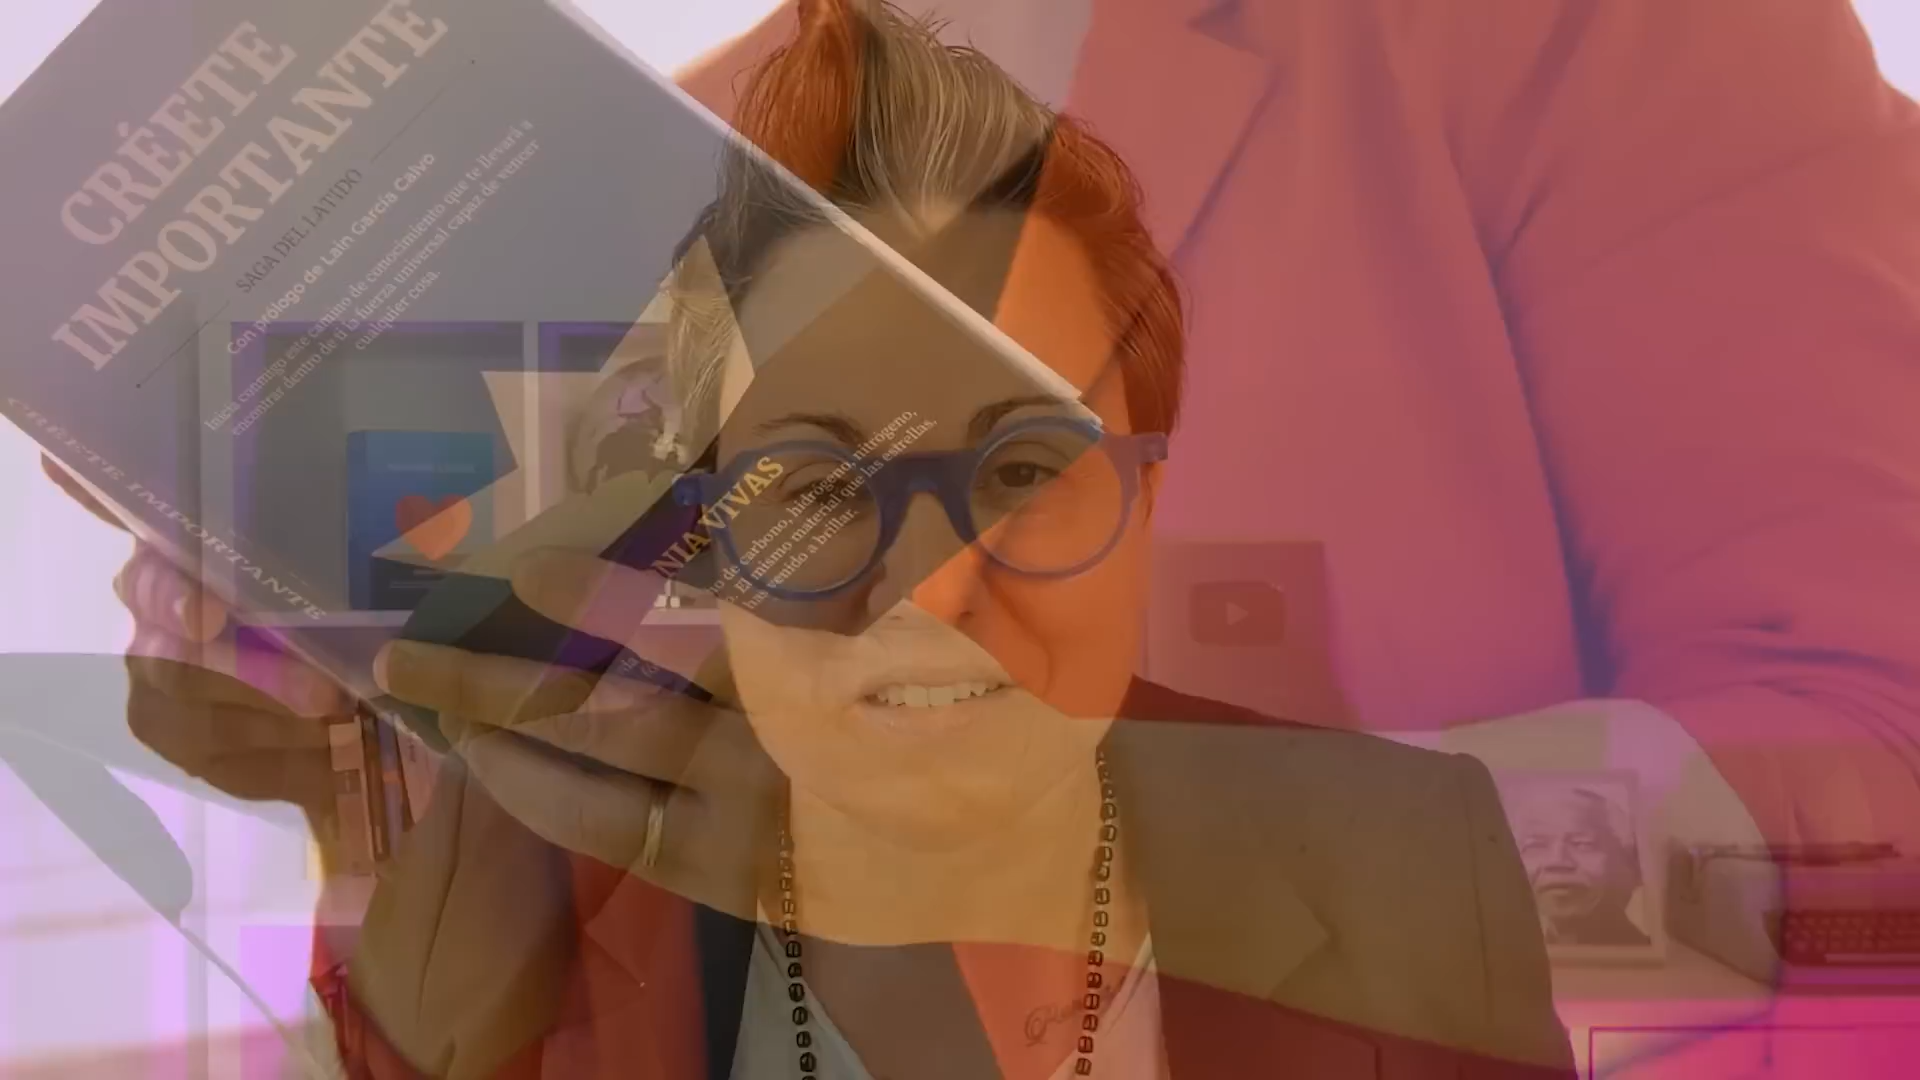 CRÉETE
IMPORTANTE
SAGA DEL LATIDO
Con prólogo de Laín García Calvo
Inicia conmigo este camino de conocimiento que te llevará a
encontrar dentro de ti la fuerza universal capaz de vencer
cualquier cosa.
CRÉETE IMPORTANTE
NIA VIVAS
de carbono, hidrógeno, nitrógeno,
El mismo material que las estrellas,
has venido a brillar.